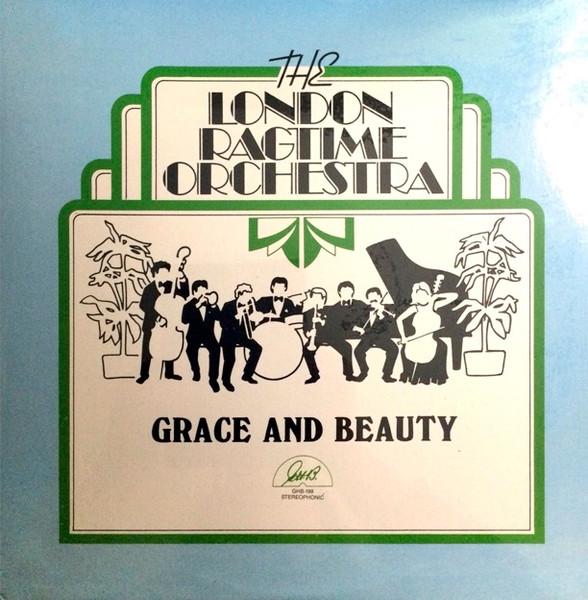 THE
LONDON
RAGTIME
ORCHESTRA
GRACE AND BEAUTY
GHB
GHB-199
STEREOPHONIC